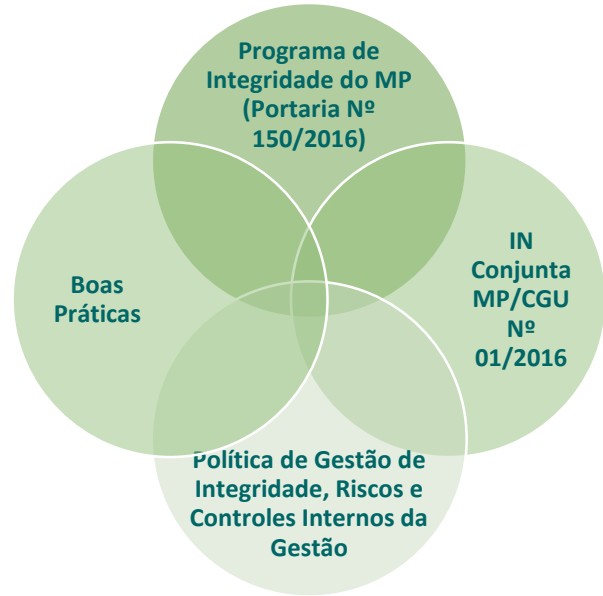 Programa de
Integridade do MP
(Portaria Nº
150/2016)
Boas
Práticas
IN
Conjunta
MP/CGU
Nº
01/2016
Política de Gestão de
Integridade, Riscos e
Controles Internos da
Gestão